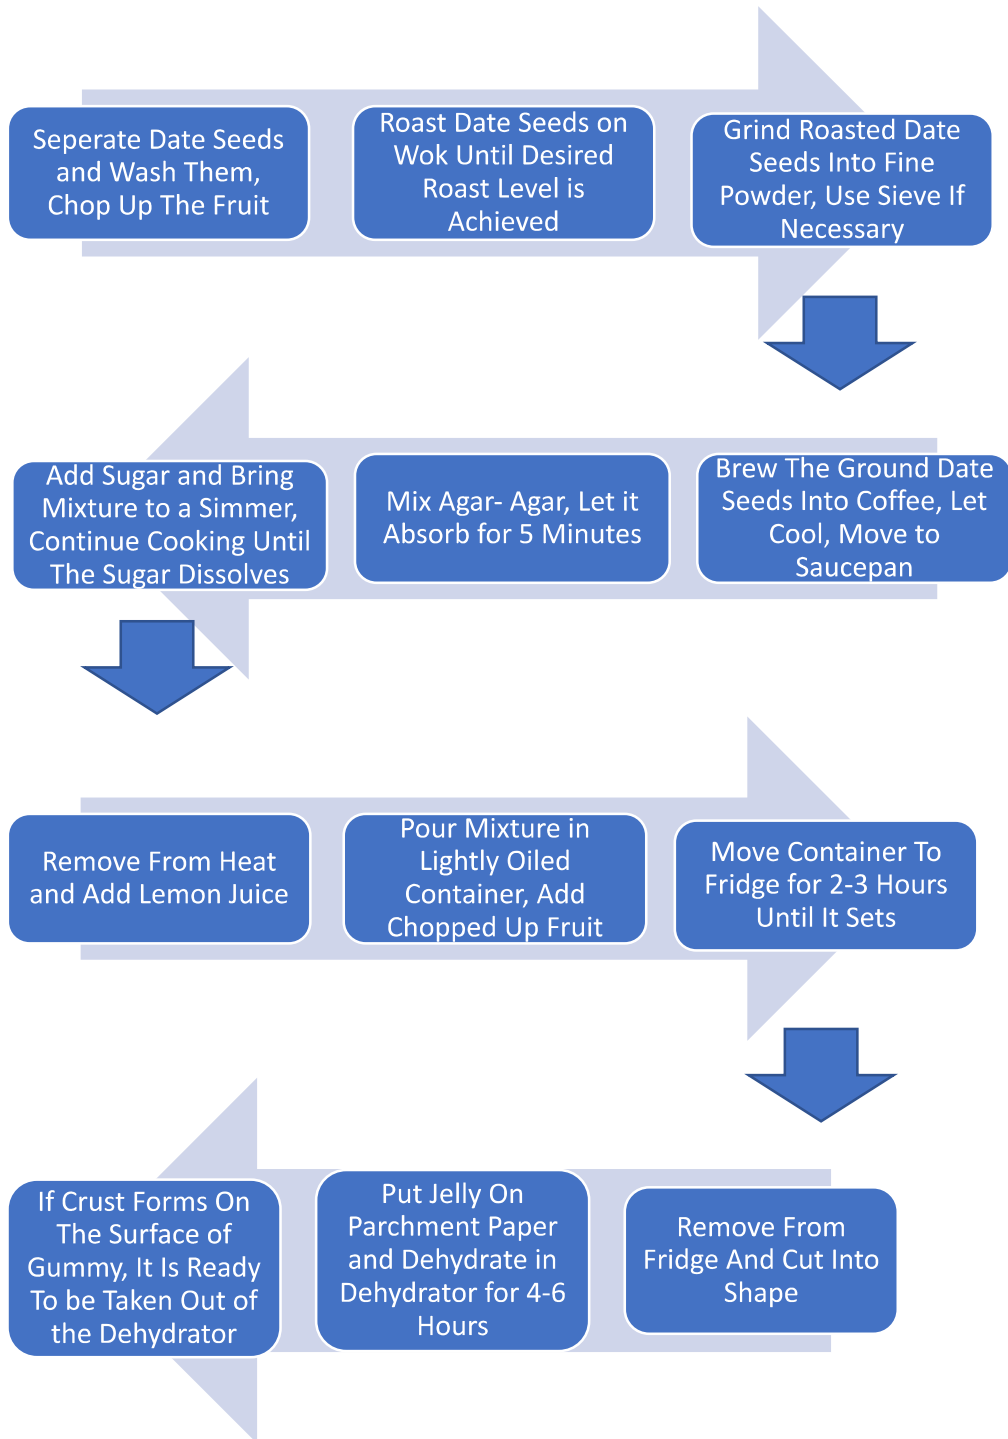 Seperate Date Seeds
and Wash Them,
Chop Up The Fruit
Roast Date Seeds on
Wok Until Desired
Roast Level is
Achieved
Grind Roasted Date
Seeds Into Fine
Powder, Use Sieve If
Necessary
Brew The Ground Date
Seeds Into Coffee, Let
Cool, Move to
Saucepan
Mix Agar- Agar, Let it
Absorb for 5 Minutes
Add Sugar and Bring
Mixture to a Simmer,
Continue Cooking Until
The Sugar Dissolves
Remove From Heat
and Add Lemon Juice
Pour Mixture in
Lightly Oiled
Container, Add
Chopped Up Fruit
Move Container To
Fridge for 2-3 Hours
Until It Sets
Remove From
Fridge And Cut Into
Shape
Put Jelly On
Parchment Paper
and Dehydrate in
Dehydrator for 4-6
Hours
If Crust Forms On
The Surface of
Gummy, It Is Ready
To be Taken Out of
the Dehydrator